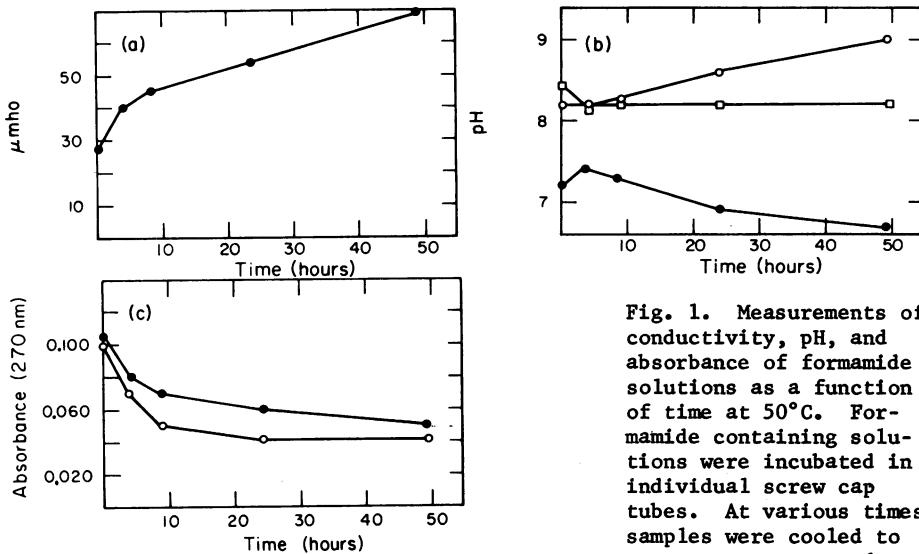 (a)
50
30
10
μmho
10 20 30 40 50
Time (hours)
(b)
9
8
7
pH
10 20 30 40 50
Time (hours)
(c)
0,100
0,060
0,020
Absorbance (270 nm)
10 20 30 40 50
Time (hours)
Fig. 1. Measurements of
conductivity, pH, and
absorbance of formamide
solutions as a function
of time at 50°C. For-
mamide containing solu-
tions were incubated in
individual screw cap
tubes. At various times
samples were cooled to